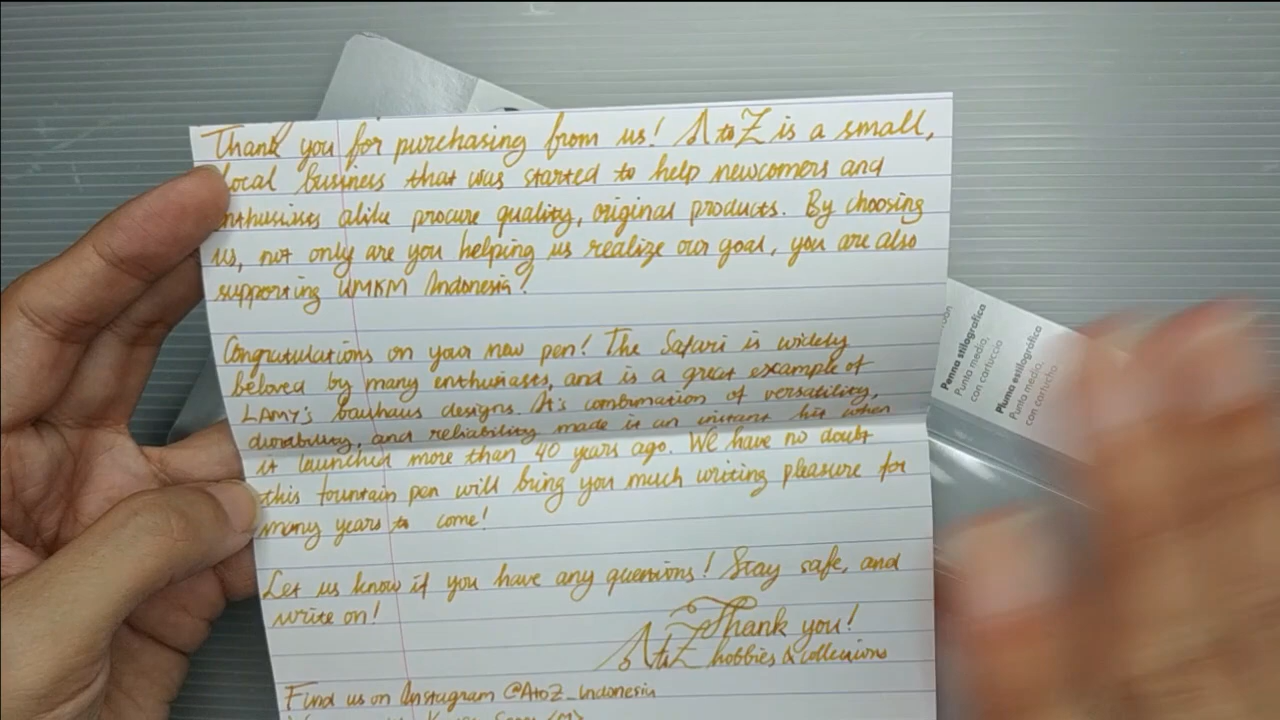 Thank you for purchasing from us! A to Z is a small,
local business that was started to help newcomers and
enthusiasts alike procure quality, original products. By choosing
us, not only are you helping us realize our goal, you are also
supporting UMKM Indonesia!
Congratulations on your new pen! The Safari is widely
beloved by many enthusiasts, and is a great example of
LAMY's bauhaus designs. It's combination of versatility,
durability, and reliability made it an instant hit when
it launched more than 40 years ago. We have no doubt
this fountain pen will bring you much writing pleasure for
many years to come!
Let us know if you have any questions! Stay safe, and
write on!
Thank you!
A to Z hobbies & collections
Find us on Instagram @AtoZ_Indonesia
Penna stilografica
Punta media,
con cartuccia
Pluma estilográfica
Punta media,
con cartucho